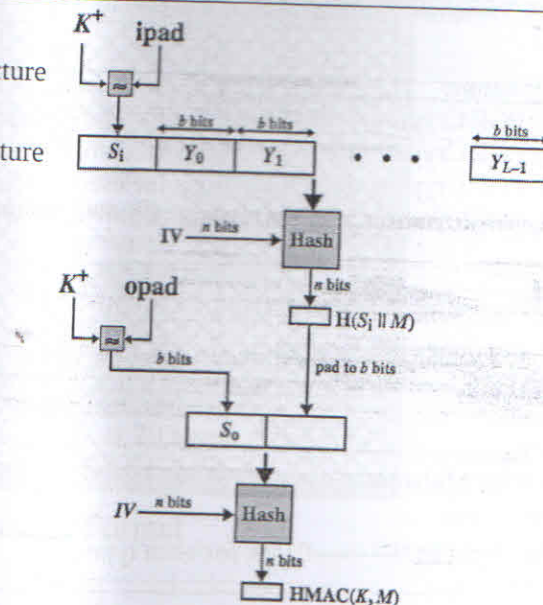 K+ ipad
cture
≈
b bits b bits b bits
cture
Si Y0 Y1 • • • YL–1
IV n bits Hash
n bits
K+ opad
H(Si || M)
≈
b bits
pad to b bits
So
IV n bits Hash
n bits
HMAC(K, M)